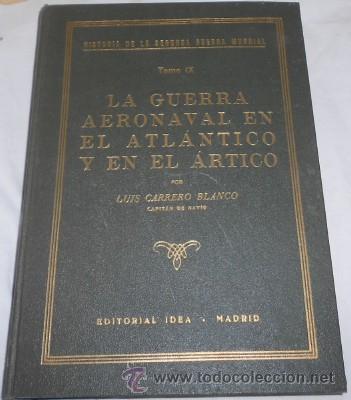 HISTORIA DE LA SEGUNDA GUERRA MUNDIAL
Tomo IX
LA GUERRA
AERONAVAL EN
EL ATLÁNTICO
Y EN EL ÁRTICO
POR
LUIS CARRERO BLANCO
CAPITÁN DE NAVÍO
EDITORIAL IDEA - MADRID
todocoleccion
www.todocoleccion.net